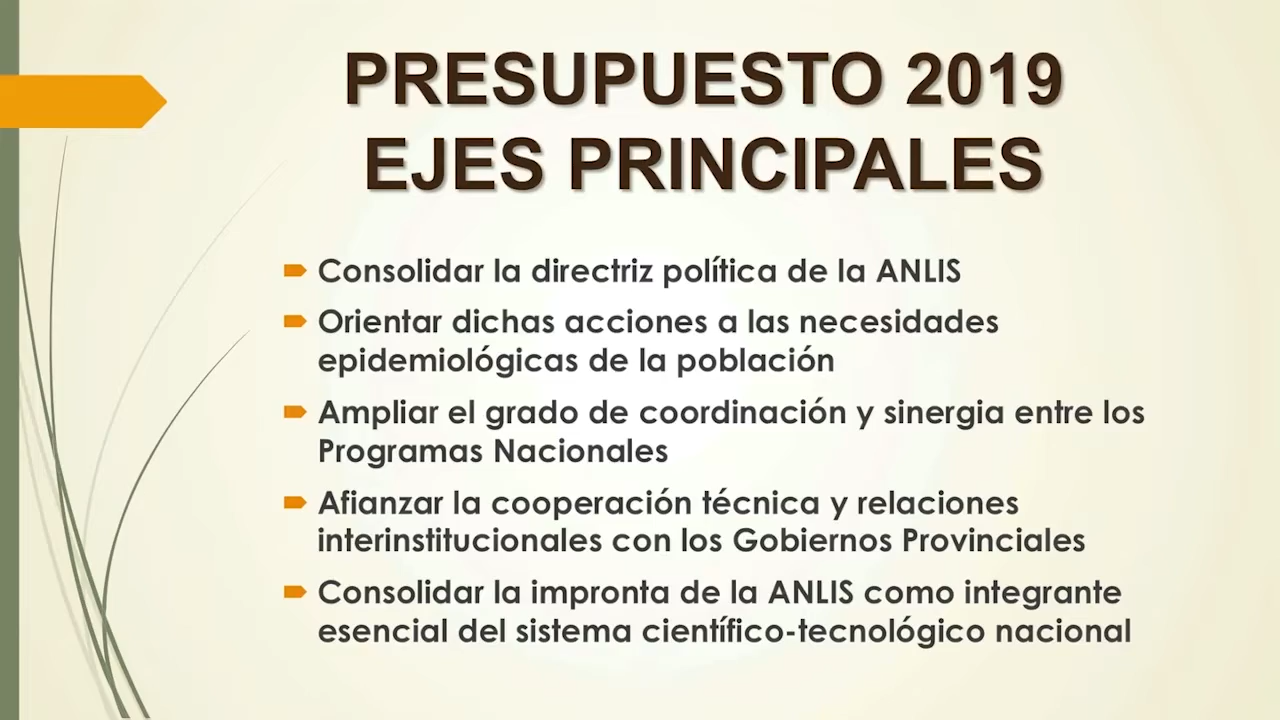 PRESUPUESTO 2019
EJES PRINCIPALES
Consolidar la directriz política de la ANLIS
Orientar dichas acciones a las necesidades
epidemiológicas de la población
Ampliar el grado de coordinación y sinergia entre los
Programas Nacionales
Afianzar la cooperación técnica y relaciones
interinstitucionales con los Gobiernos Provinciales
Consolidar la impronta de la ANLIS como integrante
esencial del sistema científico-tecnológico nacional